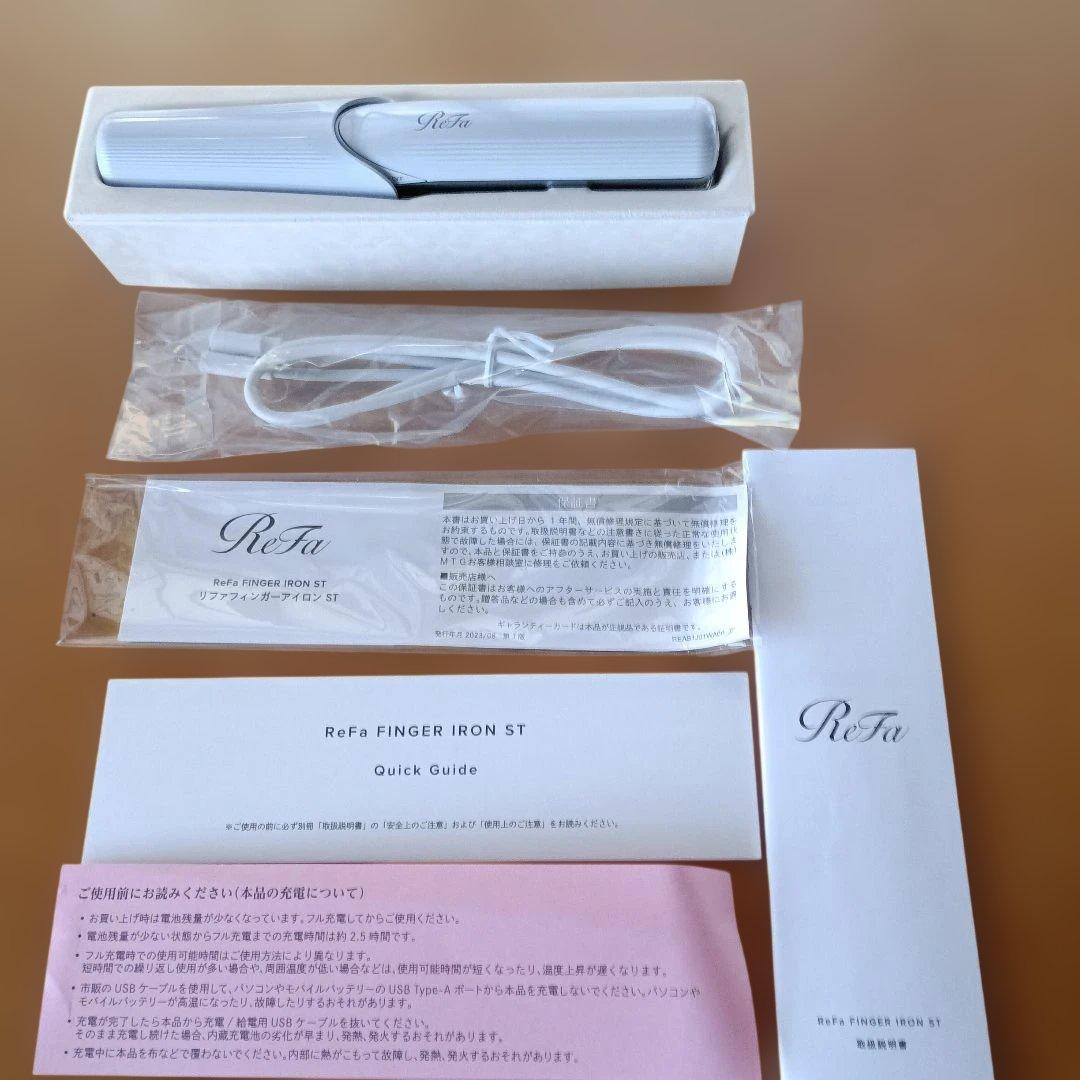 ReFa
ReFa
ReFa FINGER IRON ST
リファフィンガーアイロン ST
保証書
本書はお買い上げ日から 1 年間、無償修理規定に基づいて無償修理を
お約束するものです。取扱説明書などの注意書きに従った正常な使用状
態で故障した場合には、保証書の記載内容に基づき無償修理をいたしま
すので、本品と保証書をご持参のうえ、お買い上げの販売店、または(株)
MTGお客様相談室に修理をご依頼ください。
■販売店様へ
この保証書はお客様へのアフターサービスの実施と責任を明確にする
ものです。贈答品などの場合も含めて必ずご記入のうえ、お客様にお渡
しください。
ギャランティーカードは本品が正規品である証明書です。
発行年月 2023/08 第1版
ReFa FINGER IRON ST
Quick Guide
※ご使用の前に必ず別冊「取扱説明書」の「安全上のご注意」および「使用上のご注意」をお読みください。
ReFa
ReFa FINGER IRON ST
取扱説明書
ご使用前にお読みください(本品の充電について)
• お買い上げ時は電池残量が少なくなっています。フル充電してからご使用ください。
• 電池残量が少ない状態からフル充電までの充電時間は約 2.5 時間です。
• フル充電時での使用可能時間はご使用方法により異なります。
短時間での繰り返し使用が多い場合や、周囲温度が低い場合などは、使用可能時間が短くなったり、温度上昇が遅くなります。
• 市販の USB ケーブルを使用して、パソコンやモバイルバッテリーの USB Type-A ポートから本品を充電しないでください。パソコンや
モバイルバッテリーが高温になったり、故障したりするおそれがあります。
• 充電が完了したら本品から充電 / 給電用 USB ケーブルを抜いてください。
そのまま充電し続けた場合、内蔵充電池の劣化が早まり、発熱、発火するおそれがあります。
• 充電中に本品を布などで覆わないでください。内部に熱がこもって故障し、発熱、発火するおそれがあります。